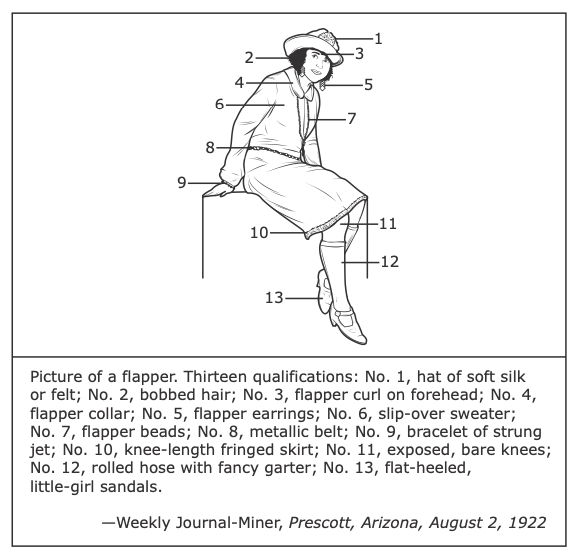 1
2
3
4
5
6
7
8
9
10
11
12
13
Picture of a flapper. Thirteen qualifications: No. 1, hat of soft silk
or felt; No. 2, bobbed hair; No. 3, flapper curl on forehead; No. 4,
flapper collar; No. 5, flapper earrings; No. 6, slip-over sweater;
No. 7, flapper beads; No. 8, metallic belt; No. 9, bracelet of strung
jet; No. 10, knee-length fringed skirt; No. 11, exposed, bare knees;
No. 12, rolled hose with fancy garter; No. 13, flat-heeled,
little-girl sandals.
—Weekly Journal-Miner, Prescott, Arizona, August 2, 1922